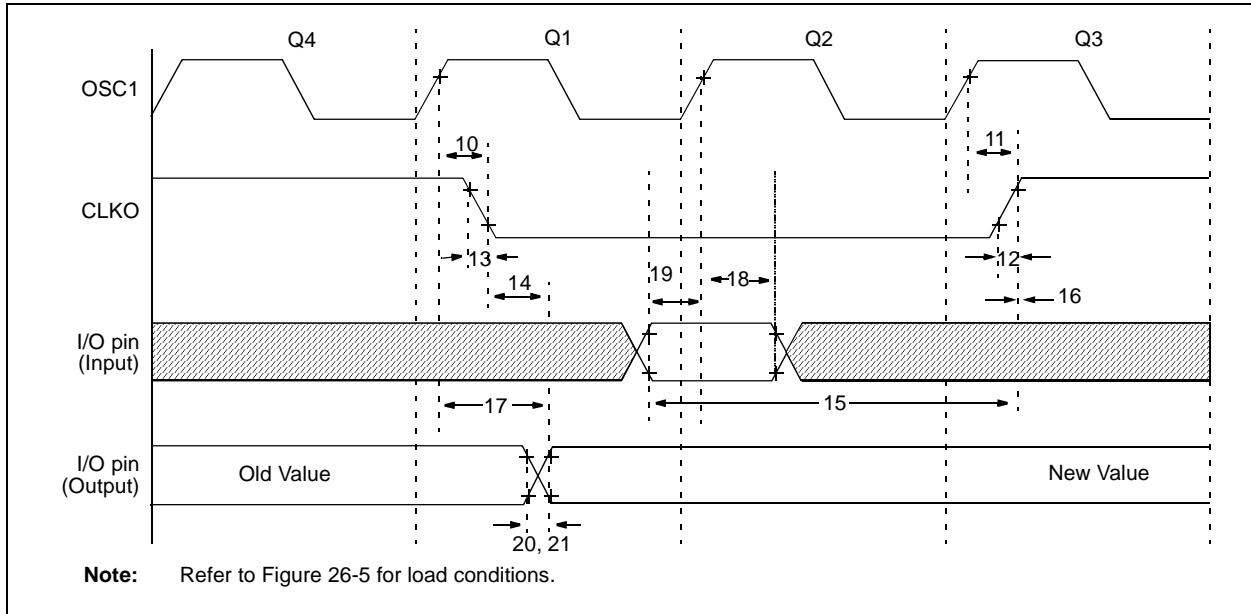 Q4 Q1 Q2 Q3
OSC1
10 11
CLKO
13 12
14 19 18
16
I/O pin
(Input)
17 15
I/O pin
(Output)
Old Value New Value
20, 21
Note: Refer to Figure 26-5 for load conditions.